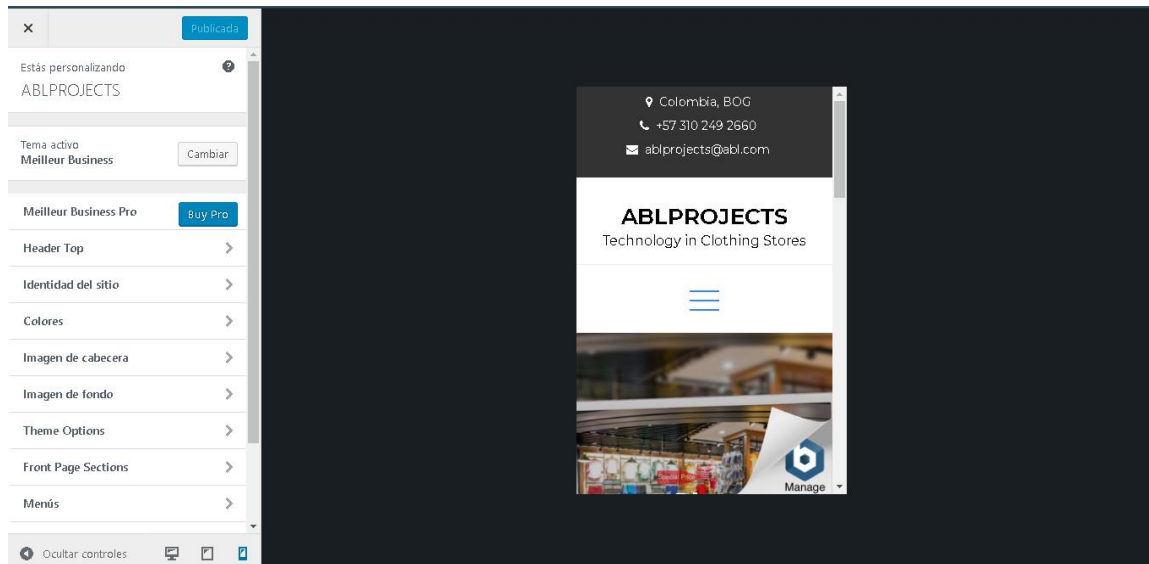 Publicada
Estás personalizando
ABLPROJECTS
Tema activo
Meilleur Business
Cambiar
Meilleur Business Pro
Buy Pro
Header Top
Identidad del sitio
Colores
Imagen de cabecera
Imagen de fondo
Theme Options
Front Page Sections
Menús
Ocultar controles
Colombia, BOG
+57 310 249 2660
ablprojects@abl.com
ABLPROJECTS
Technology in Clothing Stores
Manage